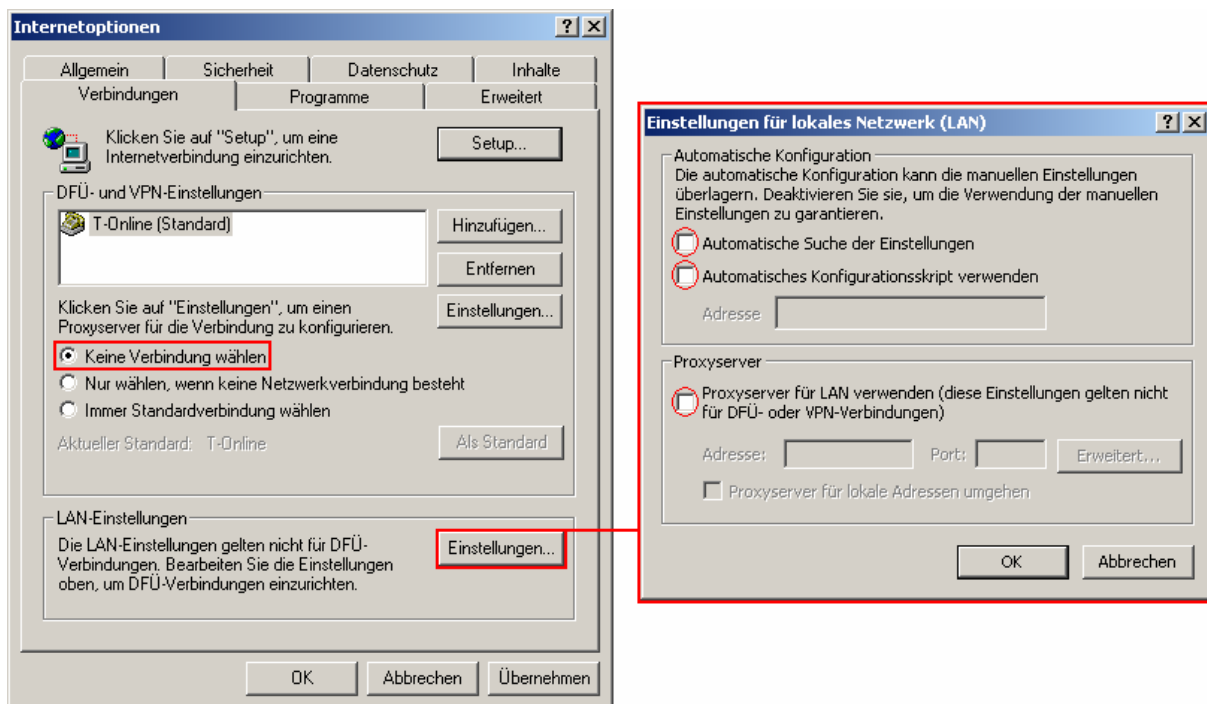 Internetoptionen
Allgemein
Sicherheit
Datenschutz
Inhalte
Verbindungen
Programme
Erweitert
Klicken Sie auf "Setup", um eine
Internetverbindung einzurichten.
Setup...
DFÜ- und VPN-Einstellungen
T-Online (Standard)
Hinzufügen...
Entfernen
Klicken Sie auf "Einstellungen", um einen
Proxyserver für die Verbindung zu konfigurieren.
Einstellungen...
Keine Verbindung wählen
Nur wählen, wenn keine Netzwerkverbindung besteht
Immer Standardverbindung wählen
Aktueller Standard: T-Online
Als Standard
LAN-Einstellungen
Die LAN-Einstellungen gelten nicht für DFÜ-
Verbindungen. Bearbeiten Sie die Einstellungen
oben, um DFÜ-Verbindungen einzurichten.
Einstellungen...
OK
Abbrechen
Übernehmen
Einstellungen für lokales Netzwerk (LAN)
Automatische Konfiguration
Die automatische Konfiguration kann die manuellen Einstellungen
überlagern. Deaktivieren Sie sie, um die Verwendung der manuellen
Einstellungen zu garantieren.
Automatische Suche der Einstellungen
Automatisches Konfigurationsskript verwenden
Adresse
Proxyserver
Proxyserver für LAN verwenden (diese Einstellungen gelten nicht
für DFÜ- oder VPN-Verbindungen)
Adresse:
Port:
Erweitert...
Proxyserver für lokale Adressen umgehen
OK
Abbrechen